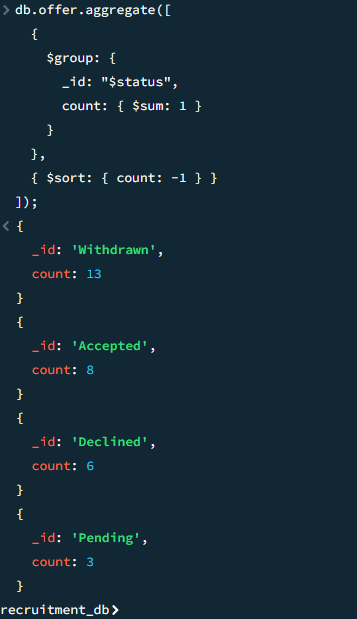 > db.offer.aggregate([
  {
    $group: {
      _id: "$status",
      count: { $sum: 1 }
    }
  },
  { $sort: { count: -1 } }
]);
< {
  _id: 'Withdrawn',
  count: 13
}
{
  _id: 'Accepted',
  count: 8
}
{
  _id: 'Declined',
  count: 6
}
{
  _id: 'Pending',
  count: 3
}
recruitment_db>